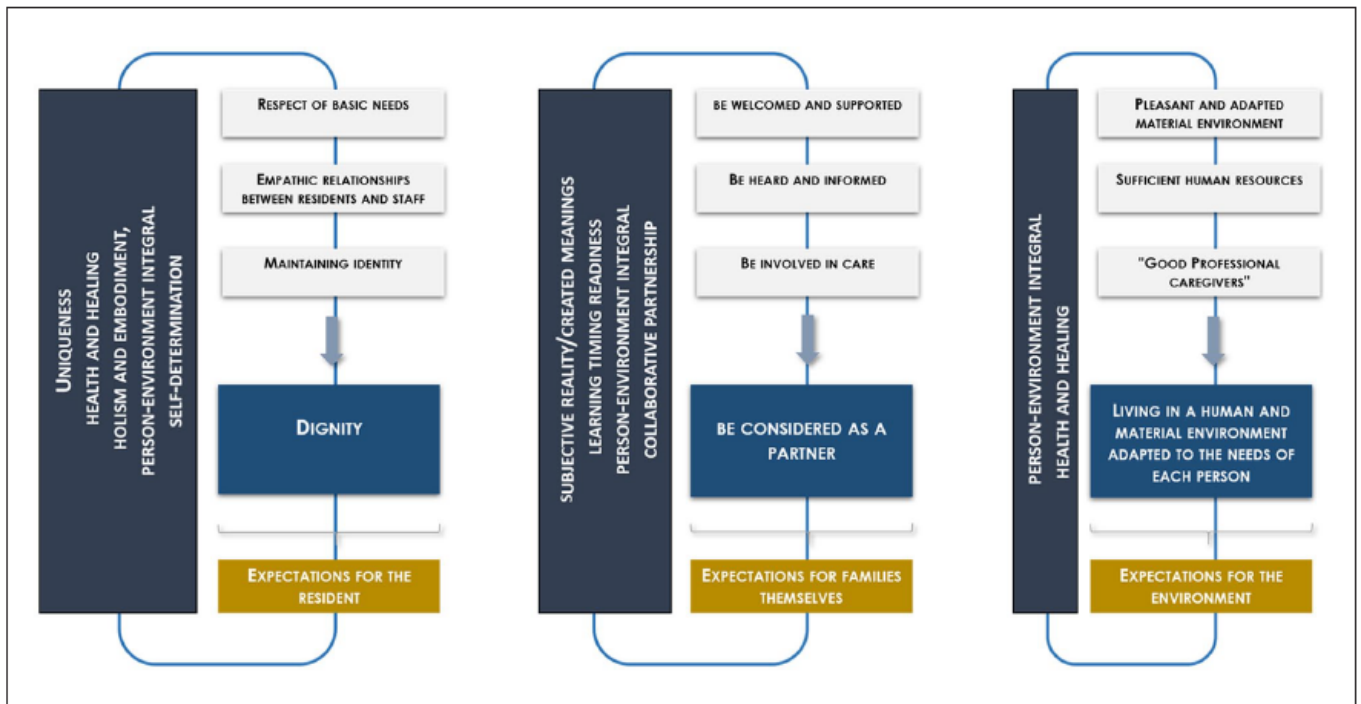 UNIQUENESS
HEALTH AND HEALING
HOLISM AND EMBODIMENT,
PERSON-ENVIRONMENT INTEGRAL
SELF-DETERMINATION
RESPECT OF BASIC NEEDS
EMPATHIC RELATIONSHIPS
BETWEEN RESIDENTS AND STAFF
MAINTAINING IDENTITY
DIGNITY
EXPECTATIONS FOR THE
RESIDENT
SUBJECTIVE REALITY/CREATED MEANINGS
LEARNING TIMING READINESS
PERSON-ENVIRONMENT INTEGRAL
COLLABORATIVE PARTNERSHIP
BE WELCOMED AND SUPPORTED
BE HEARD AND INFORMED
BE INVOLVED IN CARE
BE CONSIDERED AS A
PARTNER
EXPECTATIONS FOR FAMILIES
THEMSELVES
PERSON-ENVIRONMENT INTEGRAL
HEALTH AND HEALING
PLEASANT AND ADAPTED
MATERIAL ENVIRONMENT
SUFFICIENT HUMAN RESOURCES
"GOOD PROFESSIONAL
CAREGIVERS"
LIVING IN A HUMAN AND
MATERIAL ENVIRONMENT
ADAPTED TO THE NEEDS OF
EACH PERSON
EXPECTATIONS FOR THE
ENVIRONMENT